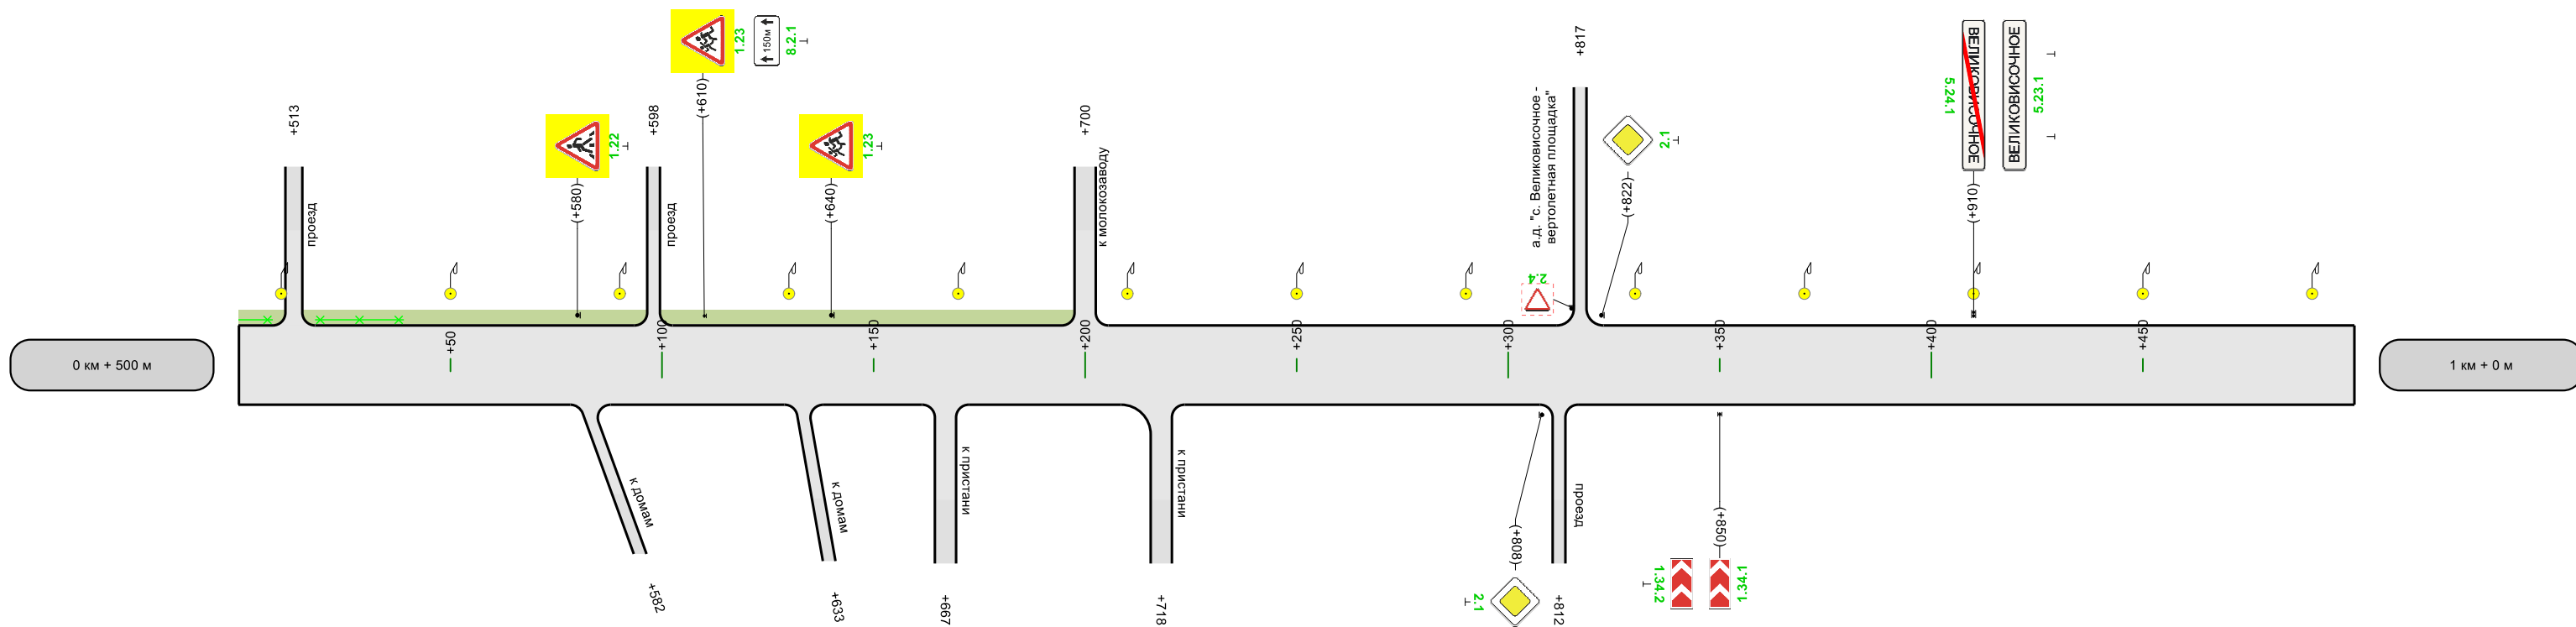 +513
проезд
1.22
(+580)
+598
проезд
1.23
150м
8.2.1
(+610)
1.23
(+640)
+700
к молокозаводу
а.д. "с. Великовисочное -
вертолетная площадка"
2.4
+817
2.1
(+822)
5.24.1
ВЕЛИКОВИСОЧНОЕ
ВЕЛИКОВИСОЧНОЕ
5.23.1
(+910)
0 км + 500 м
+50
+100
+150
+200
+250
+300
+350
+400
+450
1 км + 0 м
к домам
+582
к домам
+633
к пристани
+667
к пристани
+718
(+808)
2.1
проезд
+812
(+850)
1.34.2
1.34.1